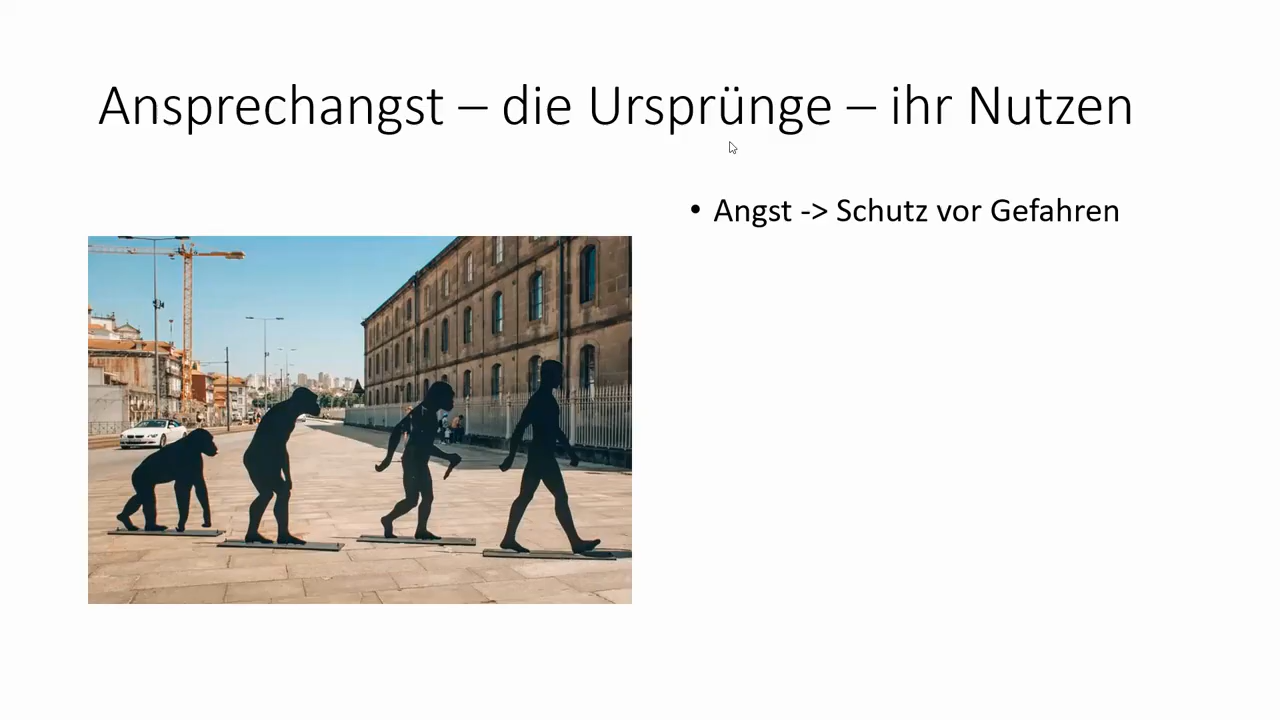 Ansprechangst – die Ursprünge – ihr Nutzen
• Angst -> Schutz vor Gefahren